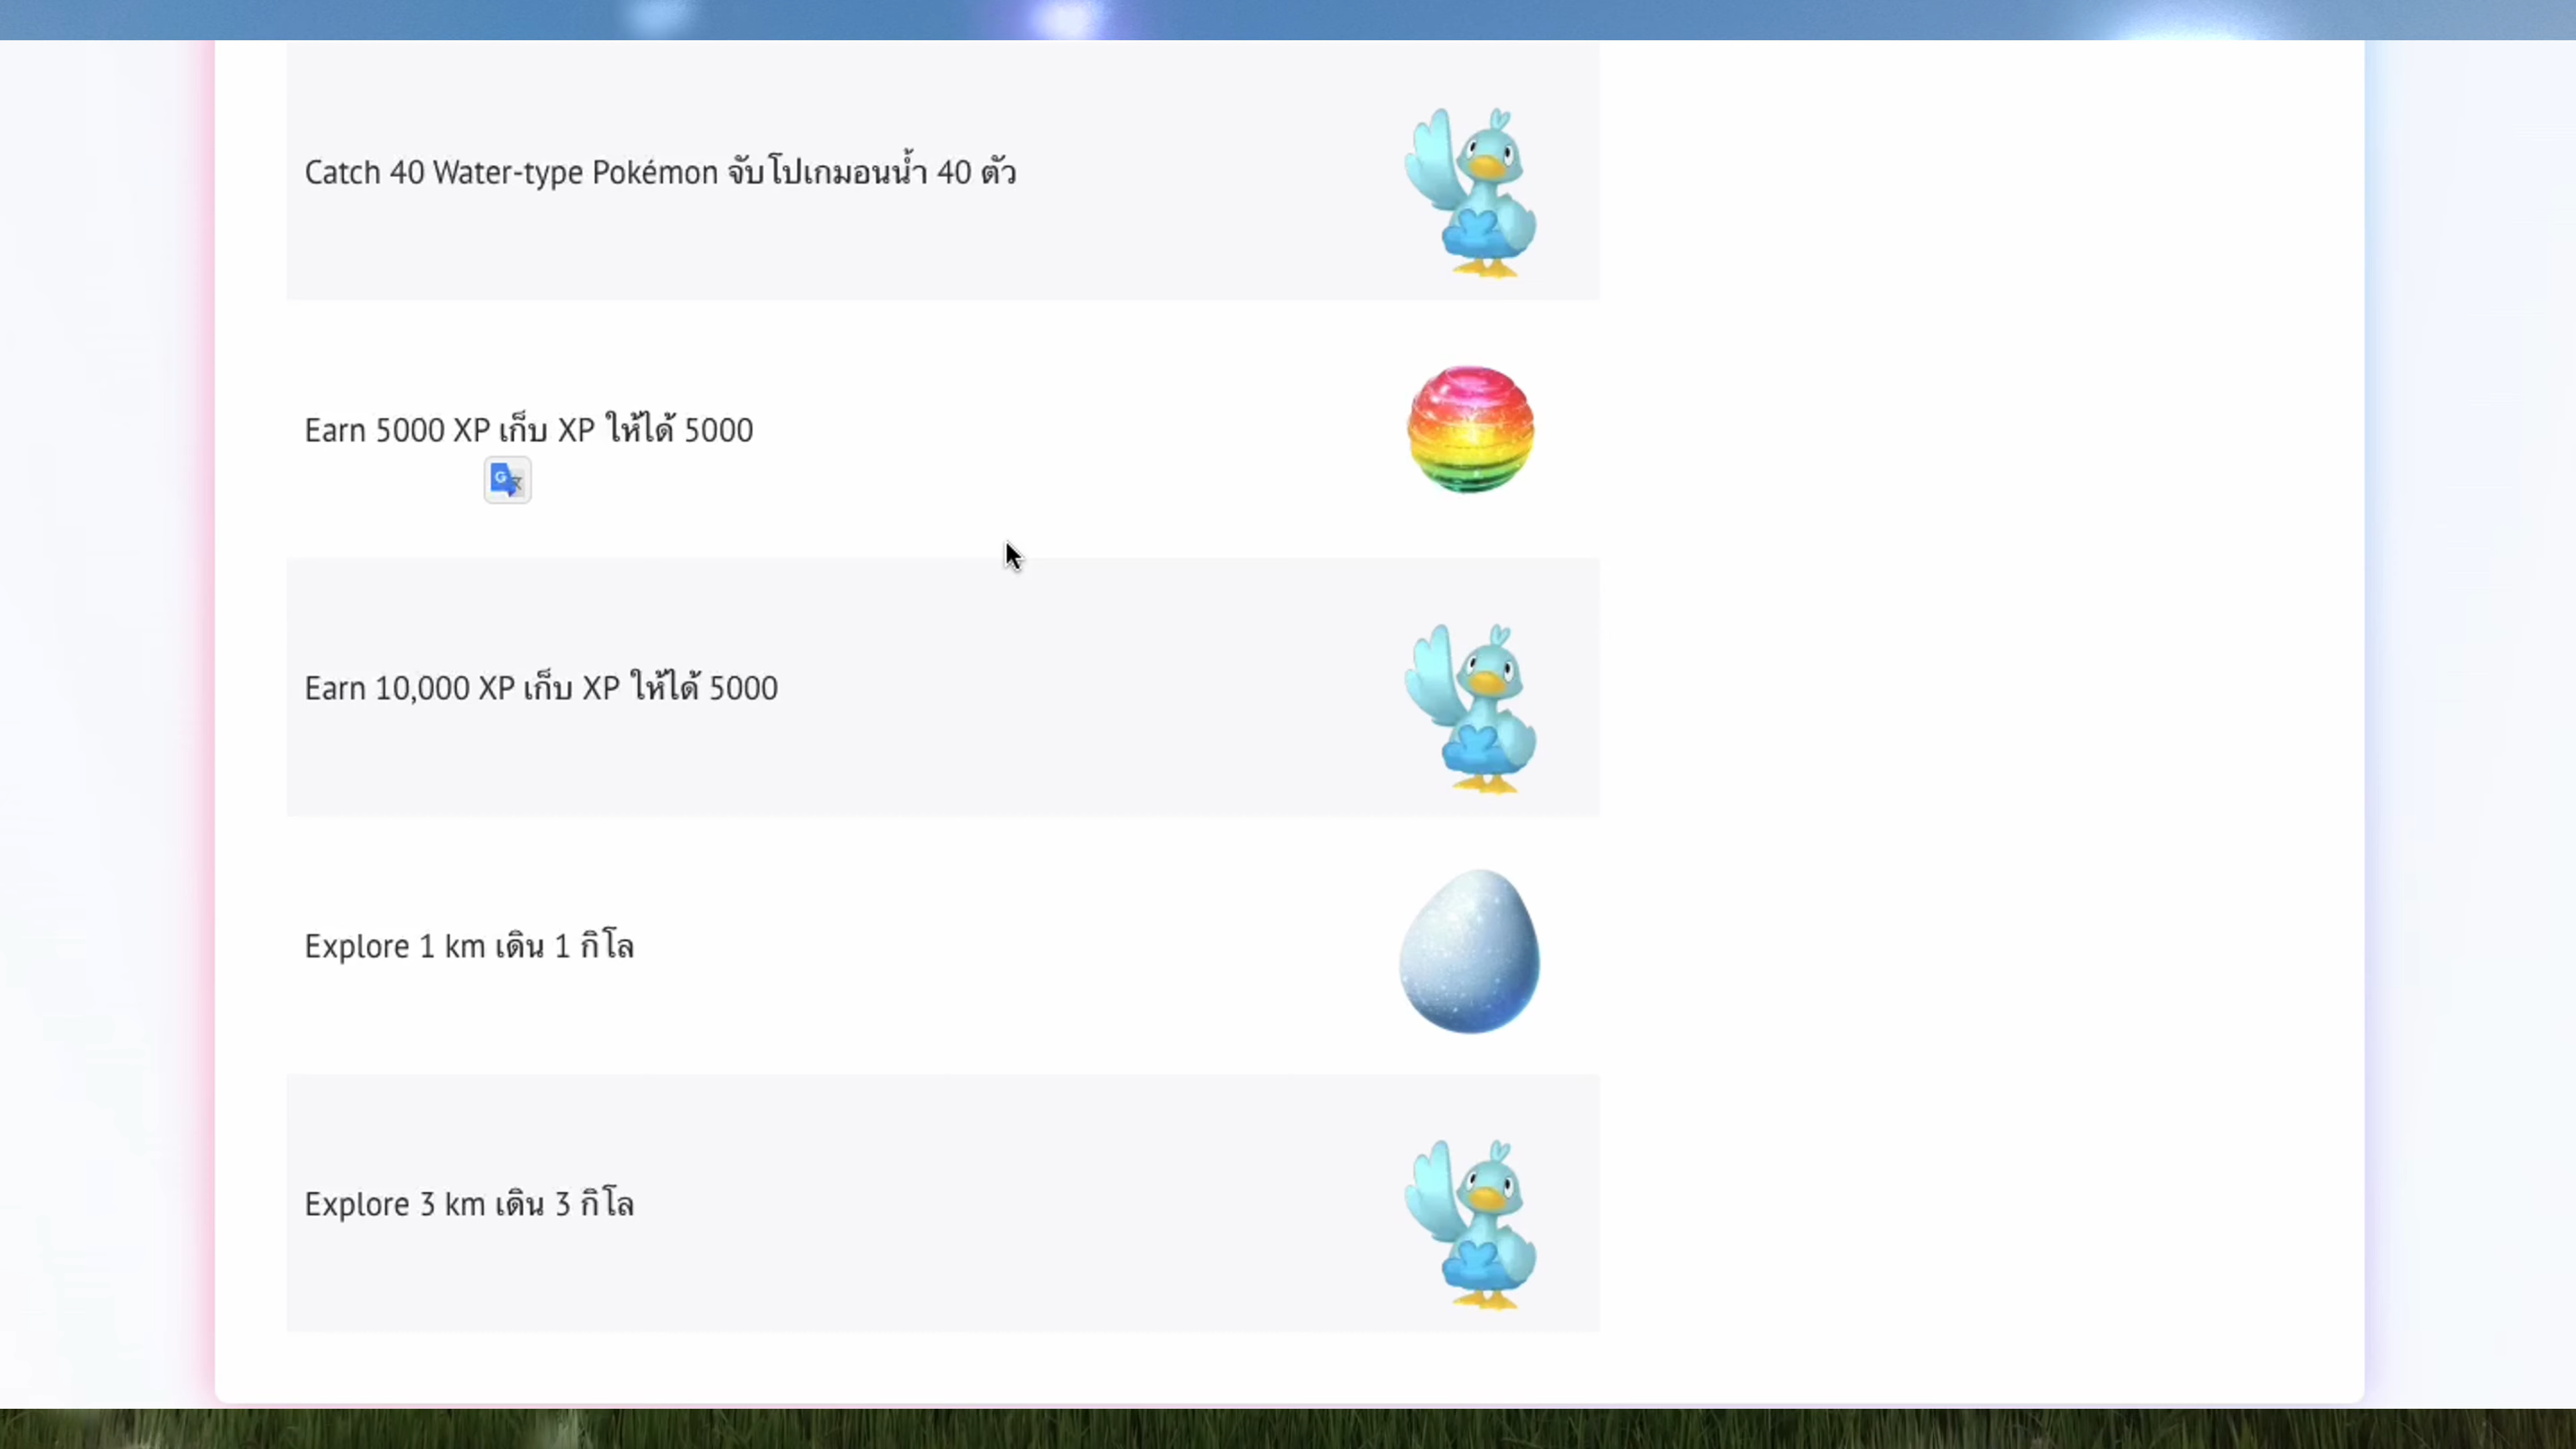 Catch 40 Water-type Pokémon จับโปเกมอนน้ำ 40 ตัว
Earn 5000 XP เก็บ XP ให้ได้ 5000
Earn 10,000 XP เก็บ XP ให้ได้ 5000
Explore 1 km เดิน 1 กิโล
Explore 3 km เดิน 3 กิโล